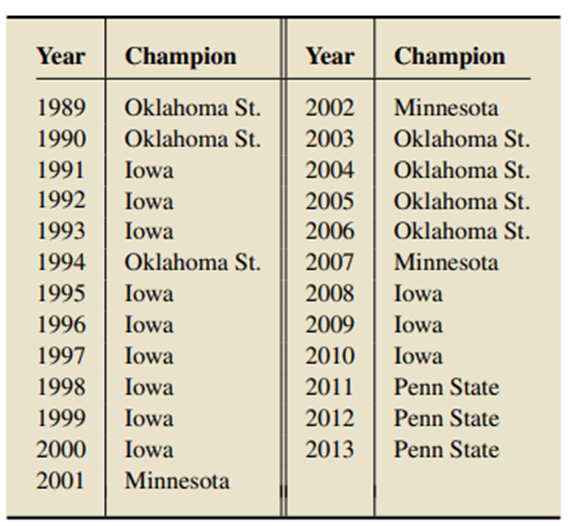 Year Champion Year Champion
1989 Oklahoma St. 2002 Minnesota
1990 Oklahoma St. 2003 Oklahoma St.
1991 Iowa 2004 Oklahoma St.
1992 Iowa 2005 Oklahoma St.
1993 Iowa 2006 Oklahoma St.
1994 Oklahoma St. 2007 Minnesota
1995 Iowa 2008 Iowa
1996 Iowa 2009 Iowa
1997 Iowa 2010 Iowa
1998 Iowa 2011 Penn State
1999 Iowa 2012 Penn State
2000 Iowa 2013 Penn State
2001 Minnesota